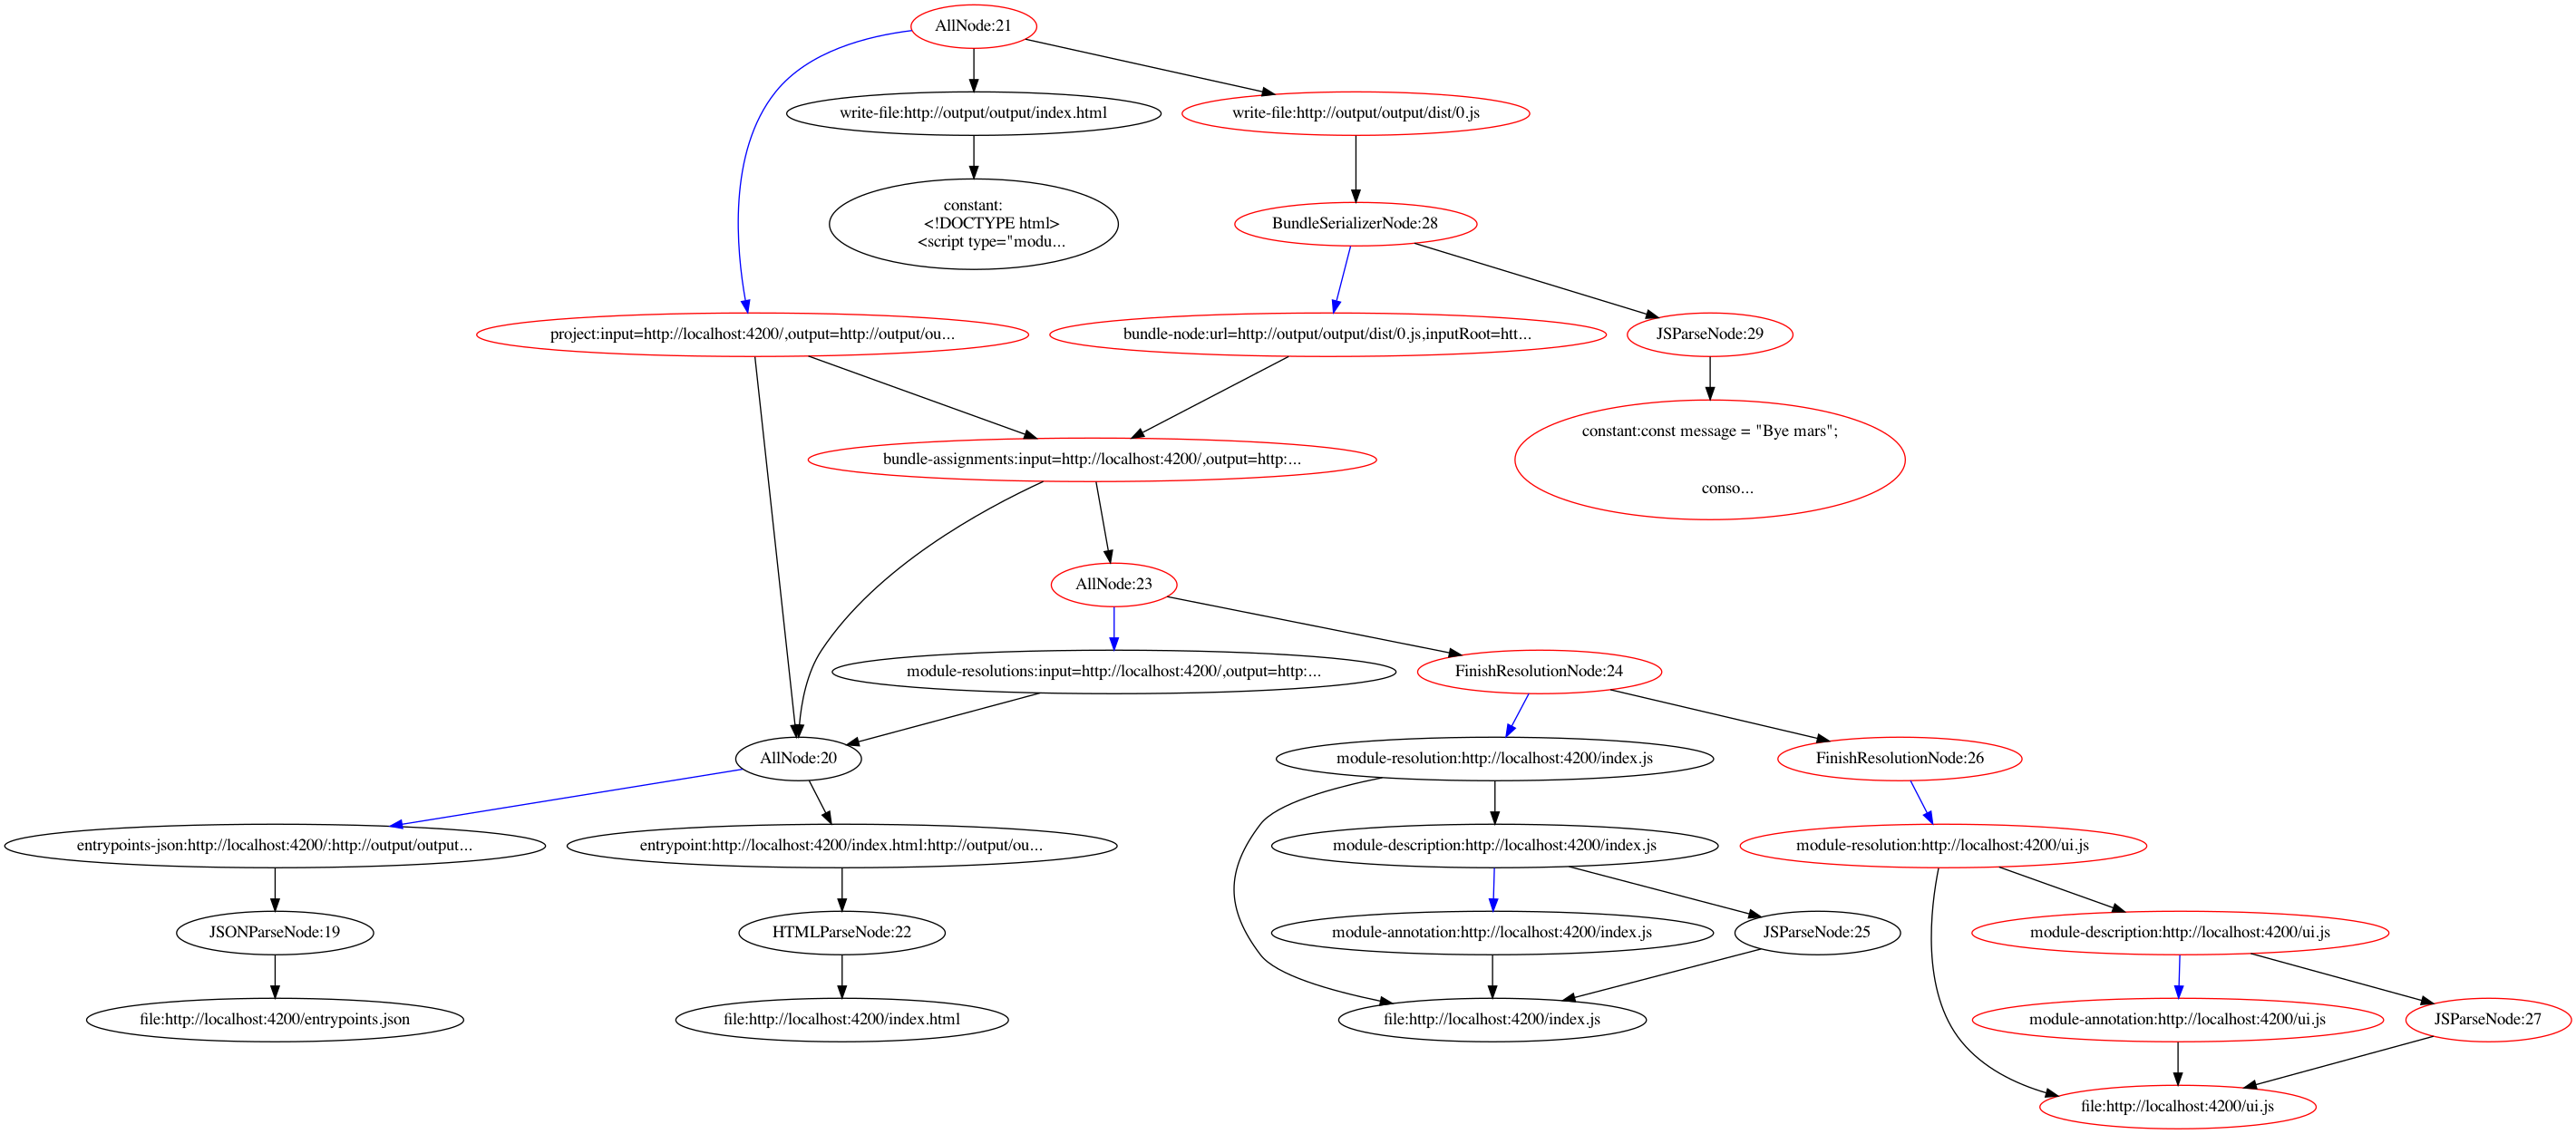 AllNode:21
write-file:http://output/output/index.html
write-file:http://output/output/dist/0.js
constant:
<!DOCTYPE html>
<script type="modu...
BundleSerializerNode:28
project:input=http://localhost:4200/,output=http://output/ou...
bundle-node:url=http://output/output/dist/0.js,inputRoot=htt...
JSParseNode:29
bundle-assignments:input=http://localhost:4200/,output=http:...
constant:const message = "Bye mars";
conso...
AllNode:23
module-resolutions:input=http://localhost:4200/,output=http:...
FinishResolutionNode:24
AllNode:20
module-resolution:http://localhost:4200/index.js
FinishResolutionNode:26
entrypoints-json:http://localhost:4200/:http://output/output...
entrypoint:http://localhost:4200/index.html:http://output/ou...
module-description:http://localhost:4200/index.js
module-resolution:http://localhost:4200/ui.js
JSONParseNode:19
HTMLParseNode:22
module-annotation:http://localhost:4200/index.js
JSParseNode:25
module-description:http://localhost:4200/ui.js
file:http://localhost:4200/entrypoints.json
file:http://localhost:4200/index.html
file:http://localhost:4200/index.js
module-annotation:http://localhost:4200/ui.js
JSParseNode:27
file:http://localhost:4200/ui.js